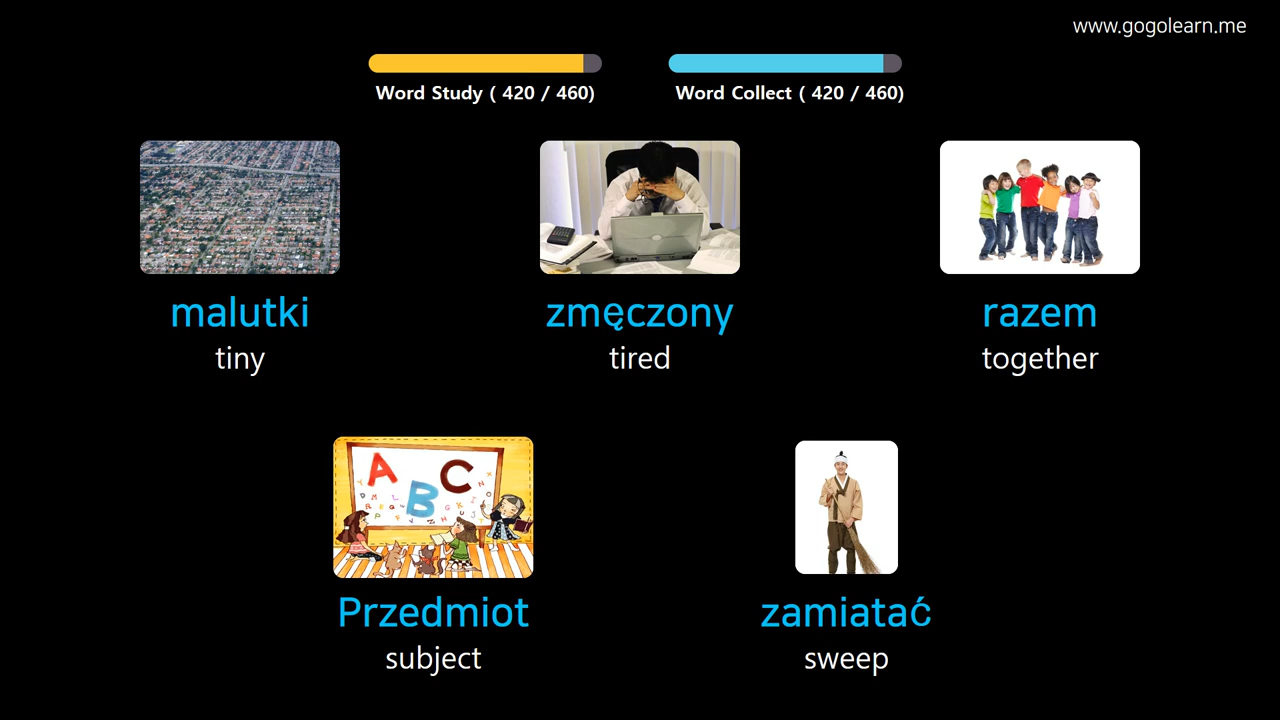 www.gogolearn.me
Word Study ( 420 / 460)
Word Collect ( 420 / 460)
malutki
tiny
zmęczony
tired
razem
together
A B C
Przedmiot
subject
zamiatać
sweep